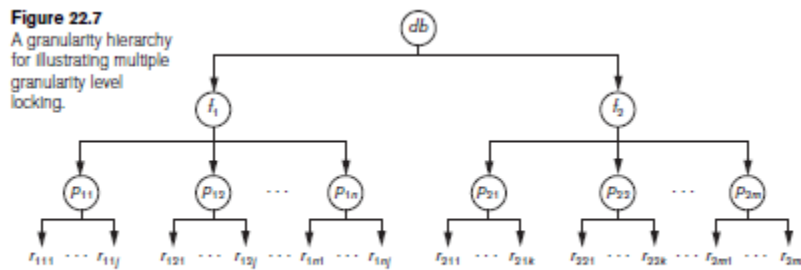 Figure 22.7
A granularity hierarchy
for illustrating multiple
granularity level
locking.
db
f1 f2
P11 P12 ... P1n P21 P22 ... P2m
r111 ... r11j r121 ... r12j ... r1n1 ... r1nj r211 ... r21k r221 ... r22k ... r2m1 ...